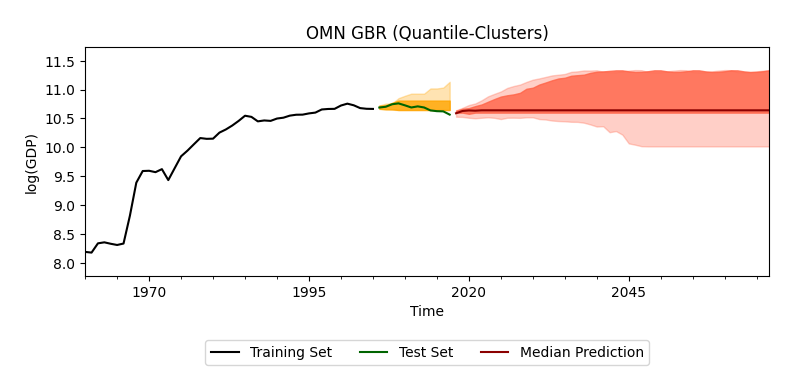 OMN GBR (Quantile-Clusters)
log(GDP)
11.5
11.0
10.5
10.0
9.5
9.0
8.5
8.0
1970 1995 2020 2045
Time
Training Set Test Set Median Prediction